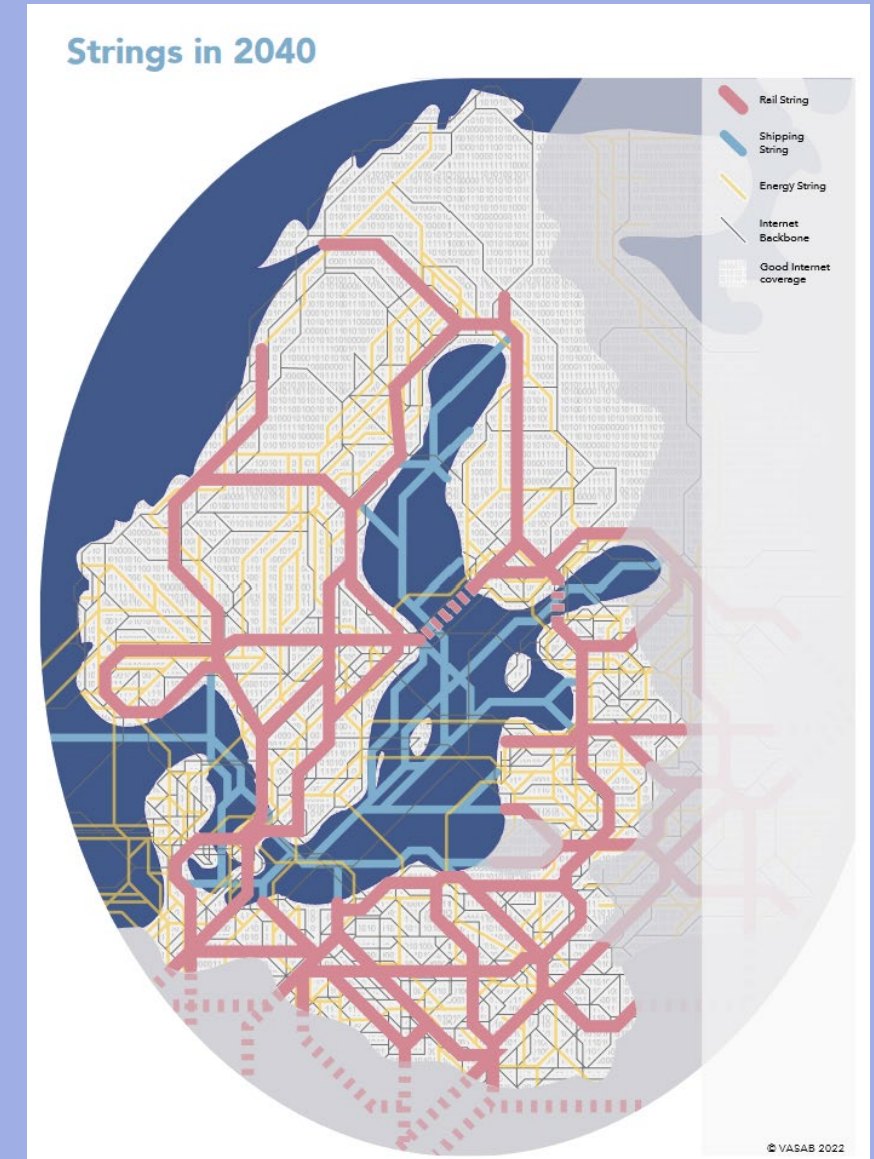 Strings in 2040
Rail String
Shipping
String
Energy String
Internet
Backbone
Good Internet
coverage
© VASAB 2022